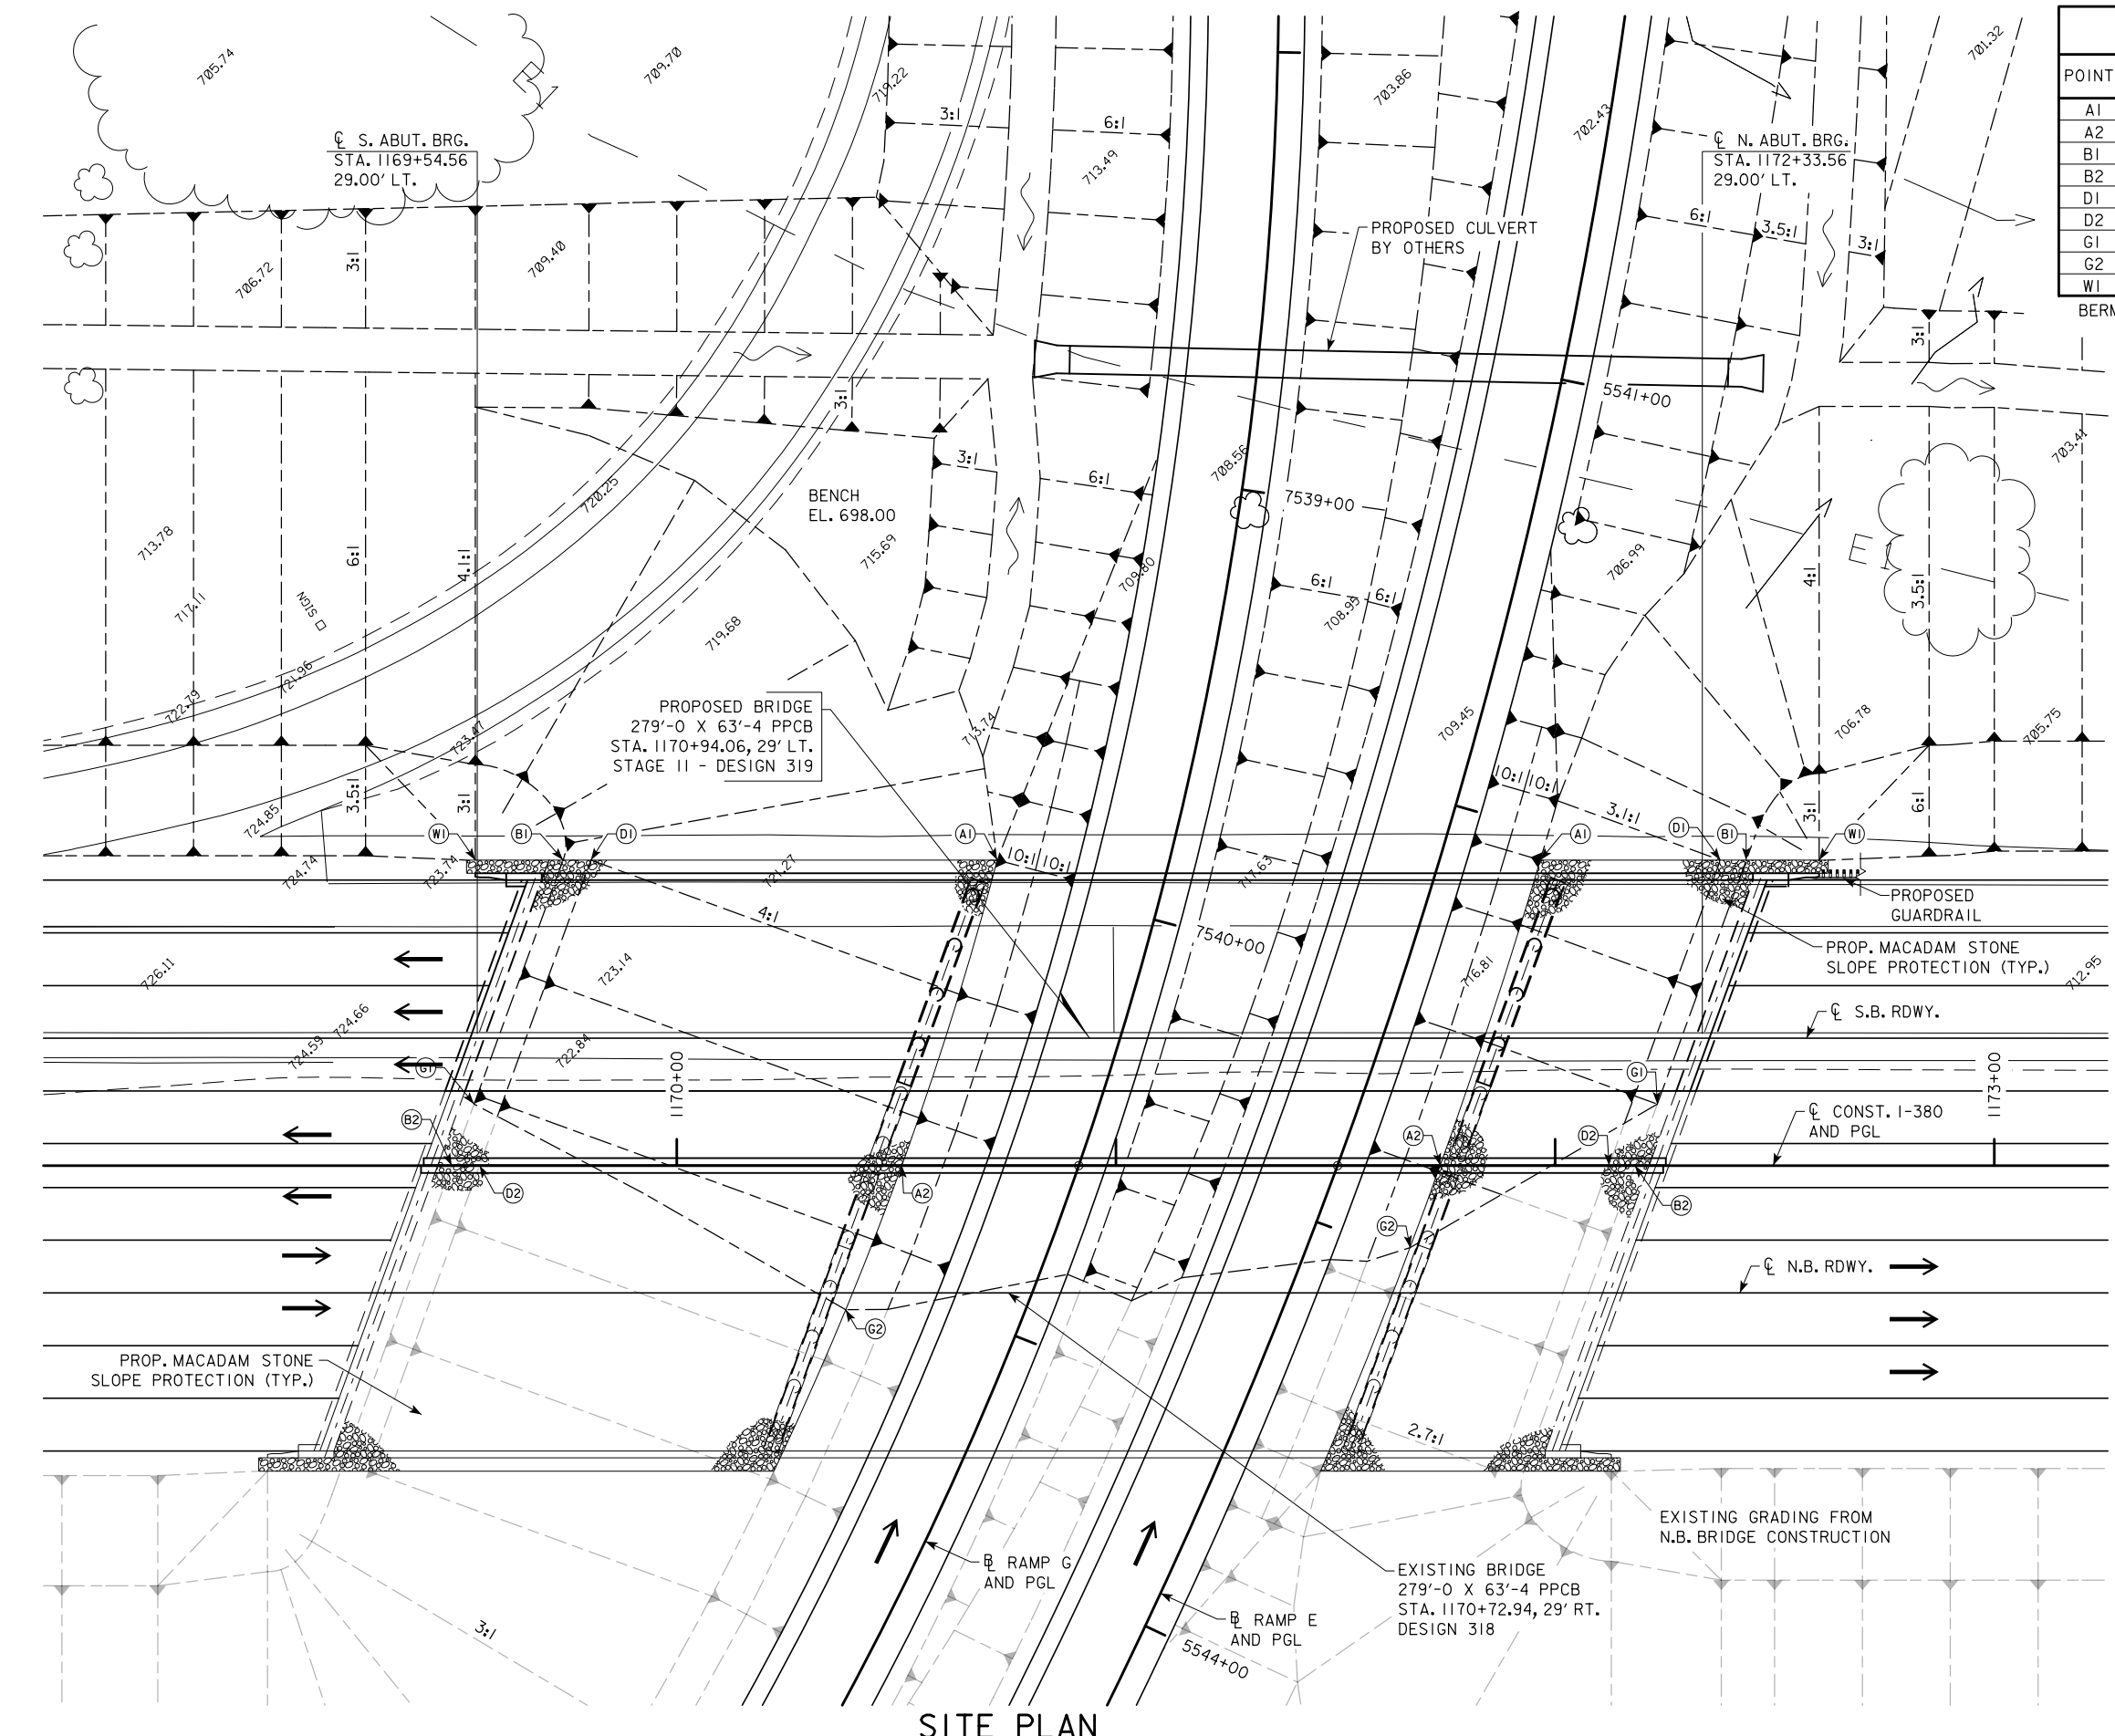 705.74
709.70
719.22
703.86
702.43
701.32
POINT
A1
A2
B1
B2
D1
D2
G1
G2
W1
BERM
℄ S. ABUT. BRG.
STA. 1169+54.56
29.00' LT.
3:1
6:1
713.49
℄ N. ABUT. BRG.
STA. 1172+33.56
29.00' LT.
6:1
3.5:1
3:1
PROPOSED CULVERT
BY OTHERS
706.72
3:1
709.40
3:1
3:1
5541+00
703.41
BENCH
EL. 698.00
3:1
6:1
708.56
7539+00
720.25
713.78
717.11
6:1
4.1:1
715.69
709.80
6:1
6:1
708.95
706.99
4:1
3.5:1
SIGN
719.68
721.96
722.79
723.47
713.74
709.45
706.78
705.75
PROPOSED BRIDGE
279'-0 X 63'-4 PPCB
STA. 1170+94.06, 29' LT.
STAGE II - DESIGN 319
3.5:1
3:1
10:1
10:1
3.1:1
3:1
6:1
724.85
W1
B1
D1
A1
A1
D1
B1
W1
10:1
10:1
724.74
723.74
721.27
717.63
PROPOSED
GUARDRAIL
4:1
7540+00
PROP. MACADAM STONE
SLOPE PROTECTION (TYP.)
726.11
723.14
716.81
712.95
℄ S.B. RDWY.
724.59
724.66
722.84
G1
1170+00
G1
1173+00
℄ CONST. I-380
AND PGL
B2
A2
D2
D2
A2
B2
G2
℄ N.B. RDWY.
G2
PROP. MACADAM STONE
SLOPE PROTECTION (TYP.)
2.7:1
EXISTING GRADING FROM
N.B. BRIDGE CONSTRUCTION
℄ RAMP G
AND PGL
EXISTING BRIDGE
279'-0 X 63'-4 PPCB
STA. 1170+72.94, 29' RT.
DESIGN 318
3:1
℄ RAMP E
AND PGL
5544+00
SITE PLAN